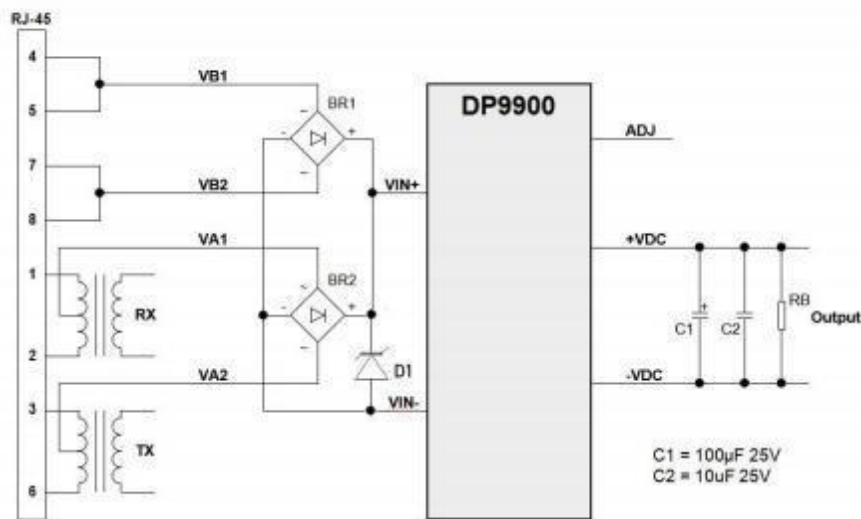 RJ-45
4
VB1
BR1
DP9900
5
ADJ
- +
7
VB2
VIN+
8
VA1
+VDC
1
BR2
RX
- +
C1 +
C2
RB
Output
2
VA2
D1
-VDC
3
VIN-
TX
C1 = 100µF 25V
C2 = 10uF 25V
6